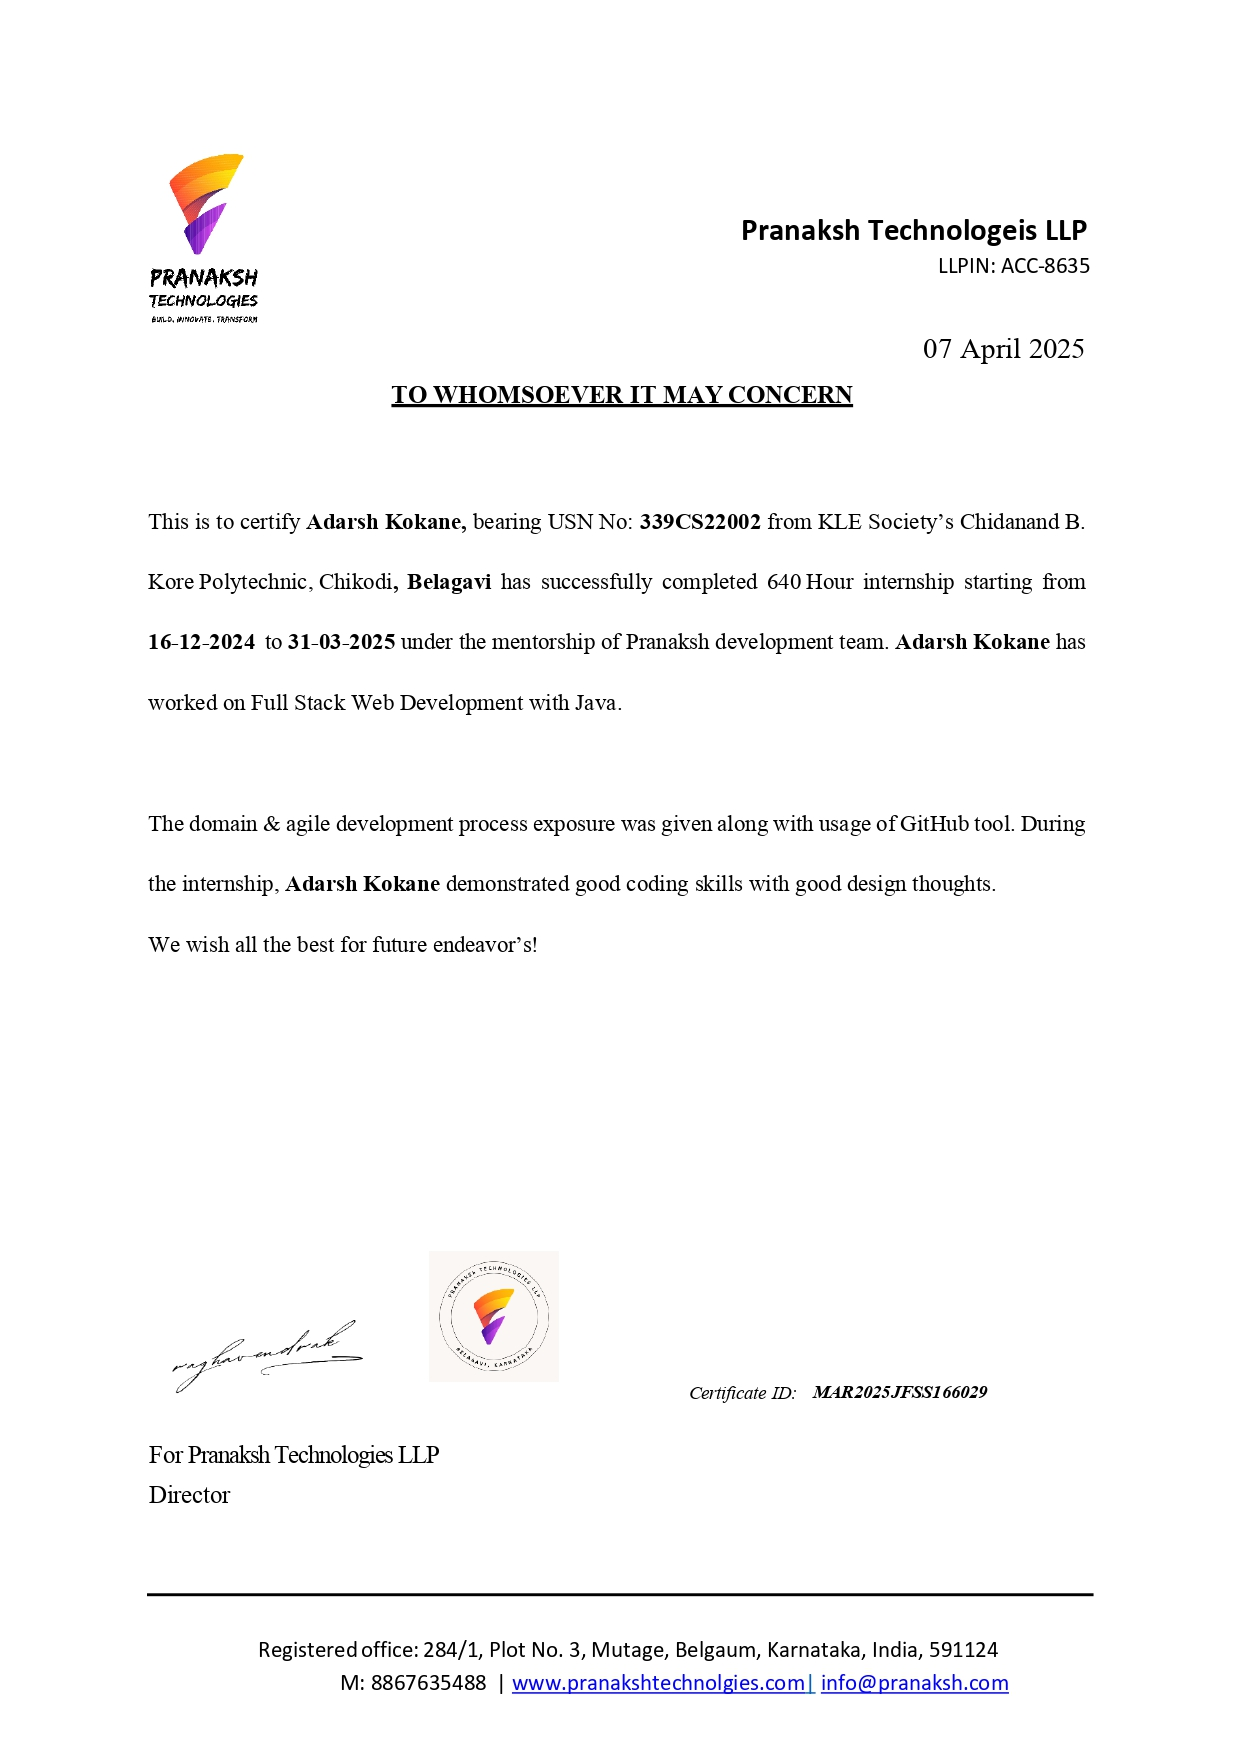 PRANAKSH
TECHNOLOGIES
BUILD, INNOVATE, TRANSFORM
Pranaksh Technologeis LLP
LLPIN: ACC-8635
07 April 2025
TO WHOMSOEVER IT MAY CONCERN
This is to certify Adarsh Kokane, bearing USN No: 339CS22002 from KLE Society’s Chidanand B.
Kore Polytechnic, Chikodi, Belagavi has successfully completed 640 Hour internship starting from
16-12-2024 to 31-03-2025 under the mentorship of Pranaksh development team. Adarsh Kokane has
worked on Full Stack Web Development with Java.
The domain & agile development process exposure was given along with usage of GitHub tool. During
the internship, Adarsh Kokane demonstrated good coding skills with good design thoughts.
We wish all the best for future endeavor’s!
PRANAKSH TECHNOLOGIES LLP
BELAGAVI, KARNATAKA
raghavendrak
Certificate ID: MAR2025JFSS166029
For Pranaksh Technologies LLP
Director
Registered office: 284/1, Plot No. 3, Mutage, Belgaum, Karnataka, India, 591124
M: 8867635488 | www.pranakshtechnolgies.com| info@pranaksh.com